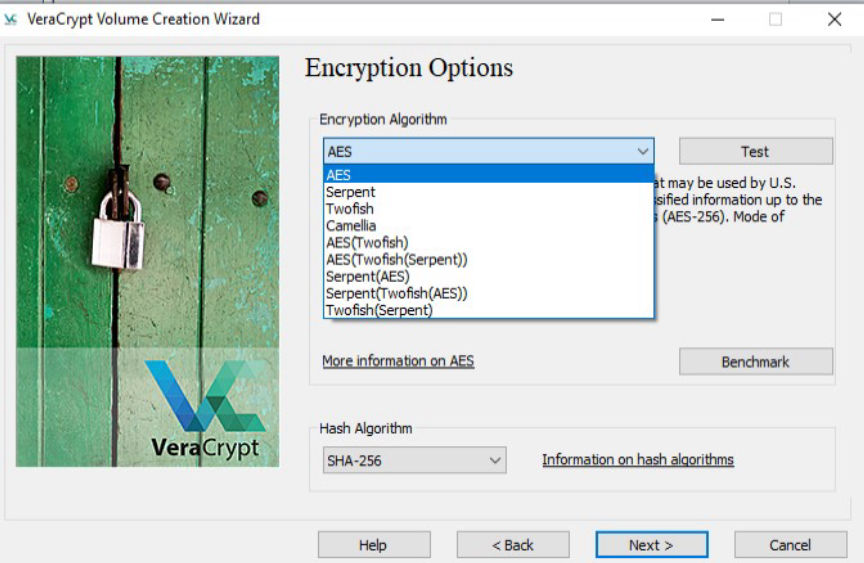 VeraCrypt Volume Creation Wizard
Encryption Options
Encryption Algorithm
AES
Test
AES
Serpent
Twofish
Camellia
AES(Twofish)
AES(Twofish(Serpent))
Serpent(AES)
Serpent(Twofish(AES))
Twofish(Serpent)
may be used by U.S.
information up to the
(AES-256). Mode of
More information on AES
Benchmark
VeraCrypt
Hash Algorithm
SHA-256
Information on hash algorithms
Help
< Back
Next >
Cancel